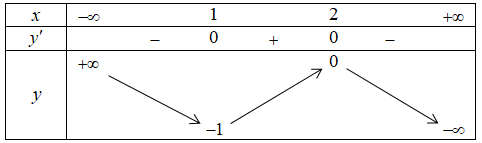 x −∞ 1 2 +∞
y′ − 0 + 0 −
+∞ 0
y
−1 −∞